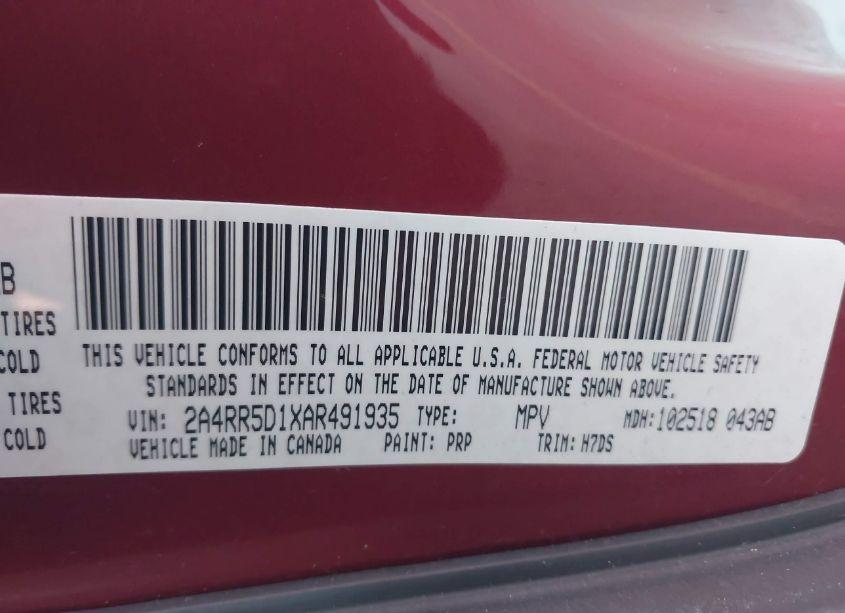 B
TIRES
COLD
TIRES
COLD
THIS VEHICLE CONFORMS TO ALL APPLICABLE U.S.A. FEDERAL MOTOR VEHICLE SAFETY
STANDARDS IN EFFECT ON THE DATE OF MANUFACTURE SHOWN ABOVE.
VIN: 2A4RR5D1XAR491935 TYPE: MPV MDH:102518 043AB
VEHICLE MADE IN CANADA PAINT: PRP TRIM: H7DS